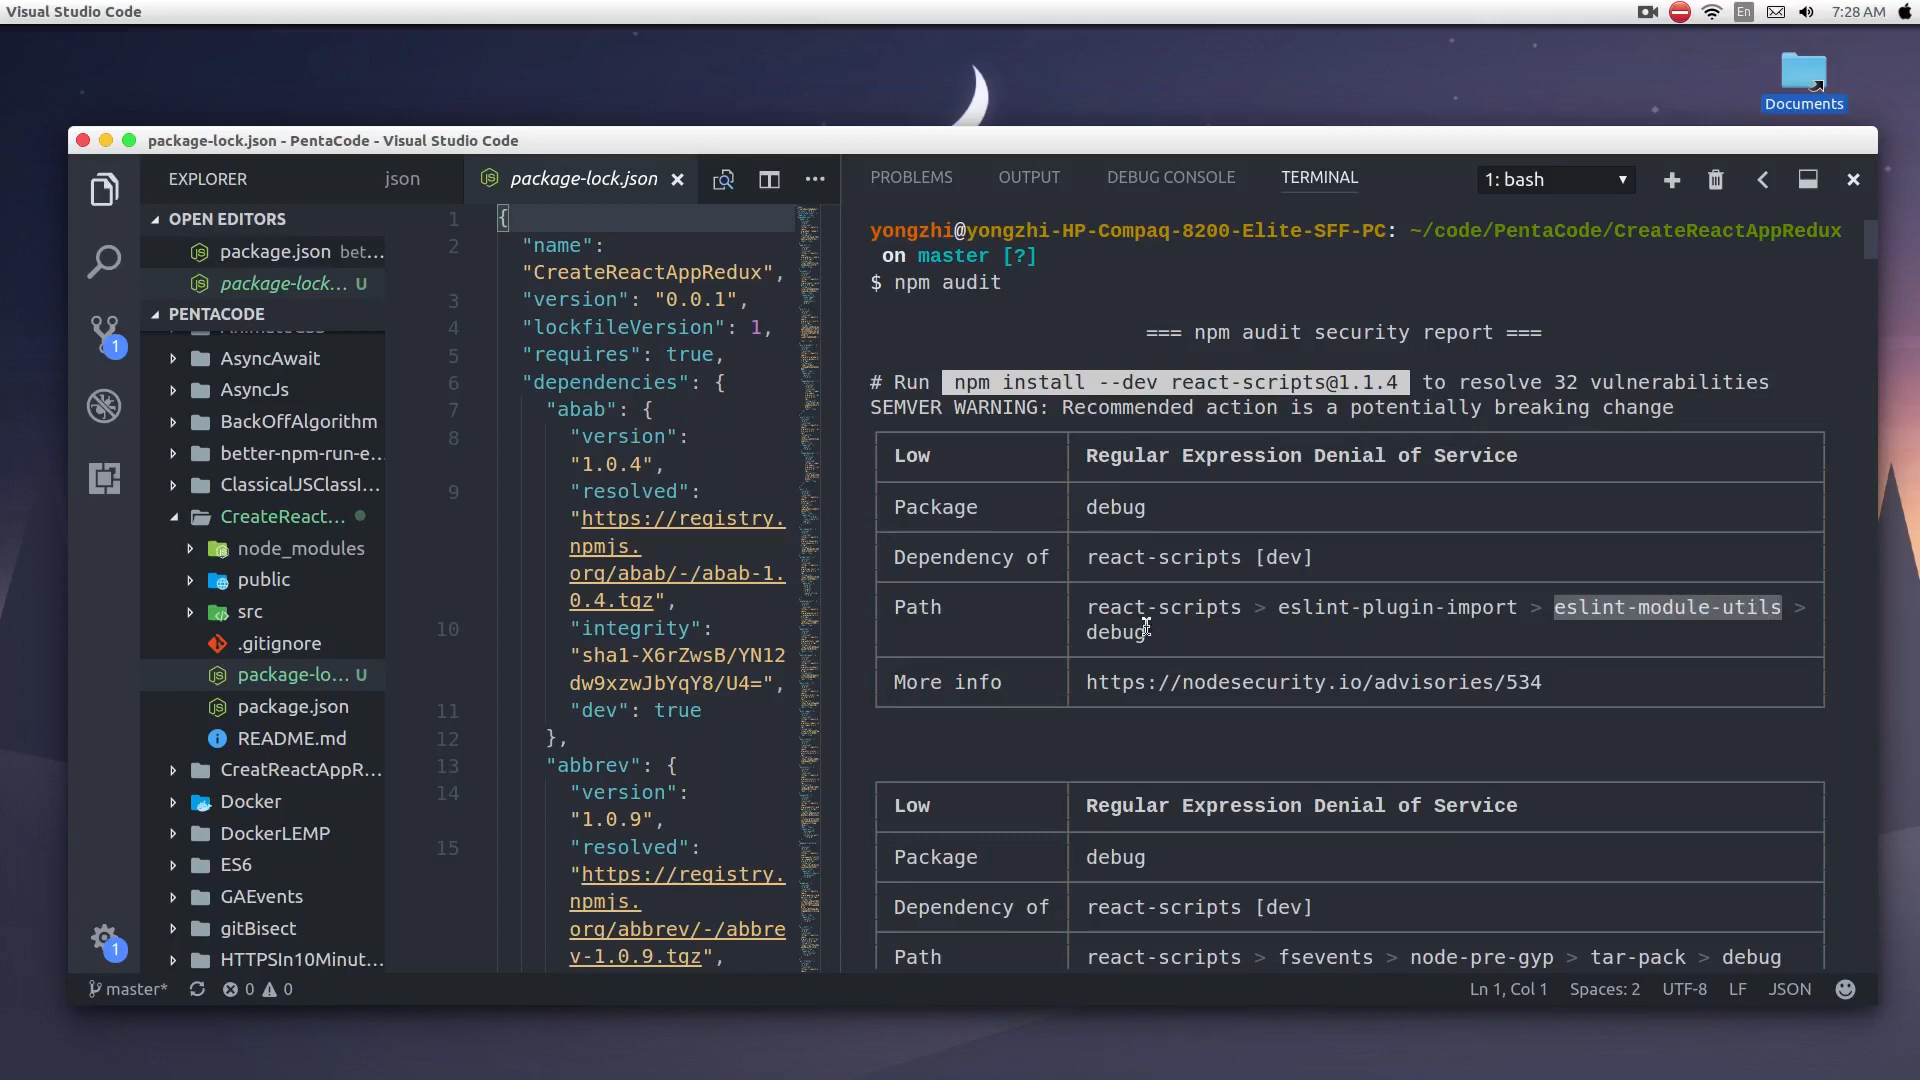 Visual Studio Code
En
7:28 AM
Documents
package-lock.json - PentaCode - Visual Studio Code
EXPLORER
OPEN EDITORS
package.json bet...
package-lock... U
PENTACODE
AsyncAwait
AsyncJs
BackOffAlgorithm
better-npm-run-e...
ClassicalJSClassI...
CreateReact...
node_modules
public
src
.gitignore
package-lo... U
package.json
README.md
CreatReactAppR...
Docker
DockerLEMP
ES6
GAEvents
gitBisect
HTTPSIn10Minut...
1
1
json
package-lock.json
1 {
2 "name":
"CreateReactAppRedux",
3 "version": "0.0.1",
4 "lockfileVersion": 1,
5 "requires": true,
6 "dependencies": {
7 "abab": {
8 "version":
"1.0.4",
9 "resolved":
"https://registry.
npmjs.
org/abab/-/abab-1.
0.4.tgz",
10 "integrity":
"sha1-X6rZwsB/YN12
dw9xzwJbYqY8/U4=",
11 "dev": true
12 },
13 "abbrev": {
14 "version":
"1.0.9",
15 "resolved":
"https://registry.
npmjs.
org/abbrev/-/abbre
v-1.0.9.tgz",
PROBLEMS OUTPUT DEBUG CONSOLE TERMINAL
1: bash
yongzhi@yongzhi-HP-Compaq-8200-Elite-SFF-PC: ~/code/PentaCode/CreateReactAppRedux
on master [?]
$ npm audit
=== npm audit security report ===
# Run npm install --dev react-scripts@1.1.4 to resolve 32 vulnerabilities
SEMVER WARNING: Recommended action is a potentially breaking change
Low Regular Expression Denial of Service
Package debug
Dependency of react-scripts [dev]
Path react-scripts > eslint-plugin-import > eslint-module-utils >
debug
More info https://nodesecurity.io/advisories/534
Low Regular Expression Denial of Service
Package debug
Dependency of react-scripts [dev]
Path react-scripts > fsevents > node-pre-gyp > tar-pack > debug
master* 0 0
Ln 1, Col 1 Spaces: 2 UTF-8 LF JSON